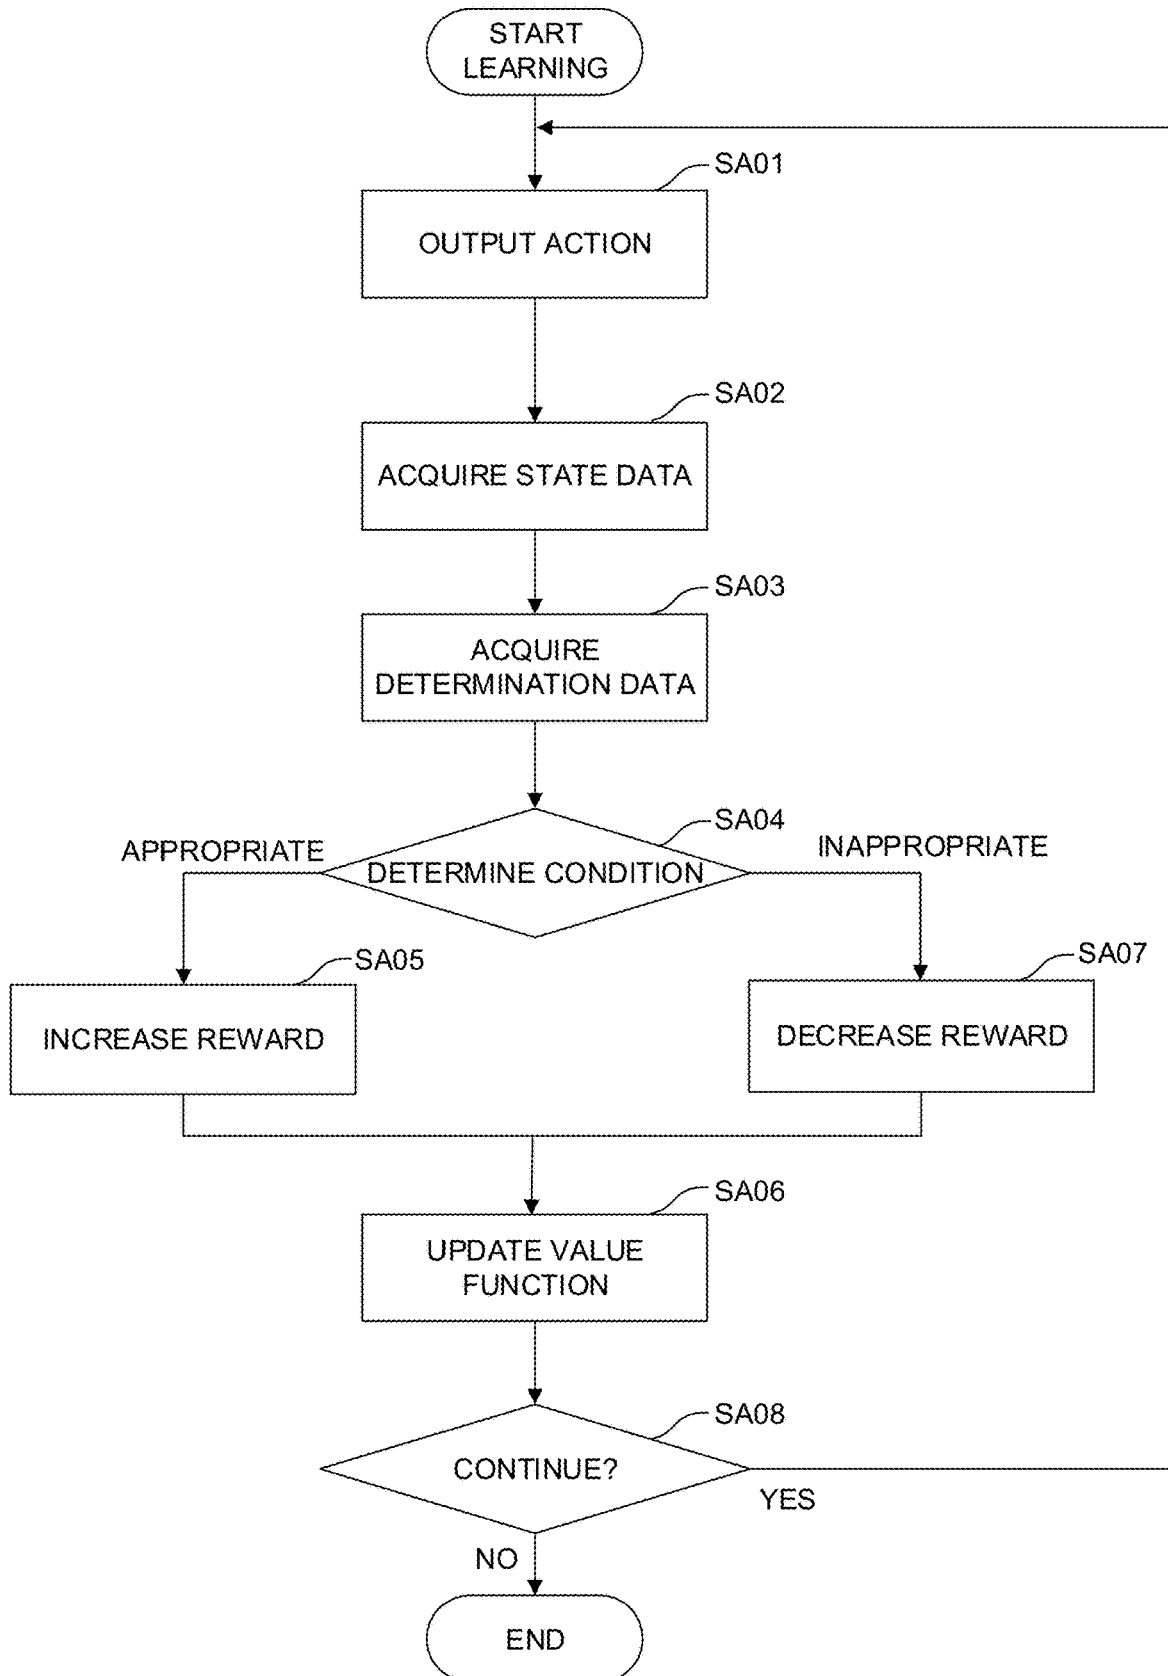 START
LEARNING
SA01
OUTPUT ACTION
SA02
ACQUIRE STATE DATA
SA03
ACQUIRE
DETERMINATION DATA
SA04
APPROPRIATE
INAPPROPRIATE
DETERMINE CONDITION
SA05
SA07
INCREASE REWARD
DECREASE REWARD
SA06
UPDATE VALUE
FUNCTION
SA08
CONTINUE?
YES
NO
END